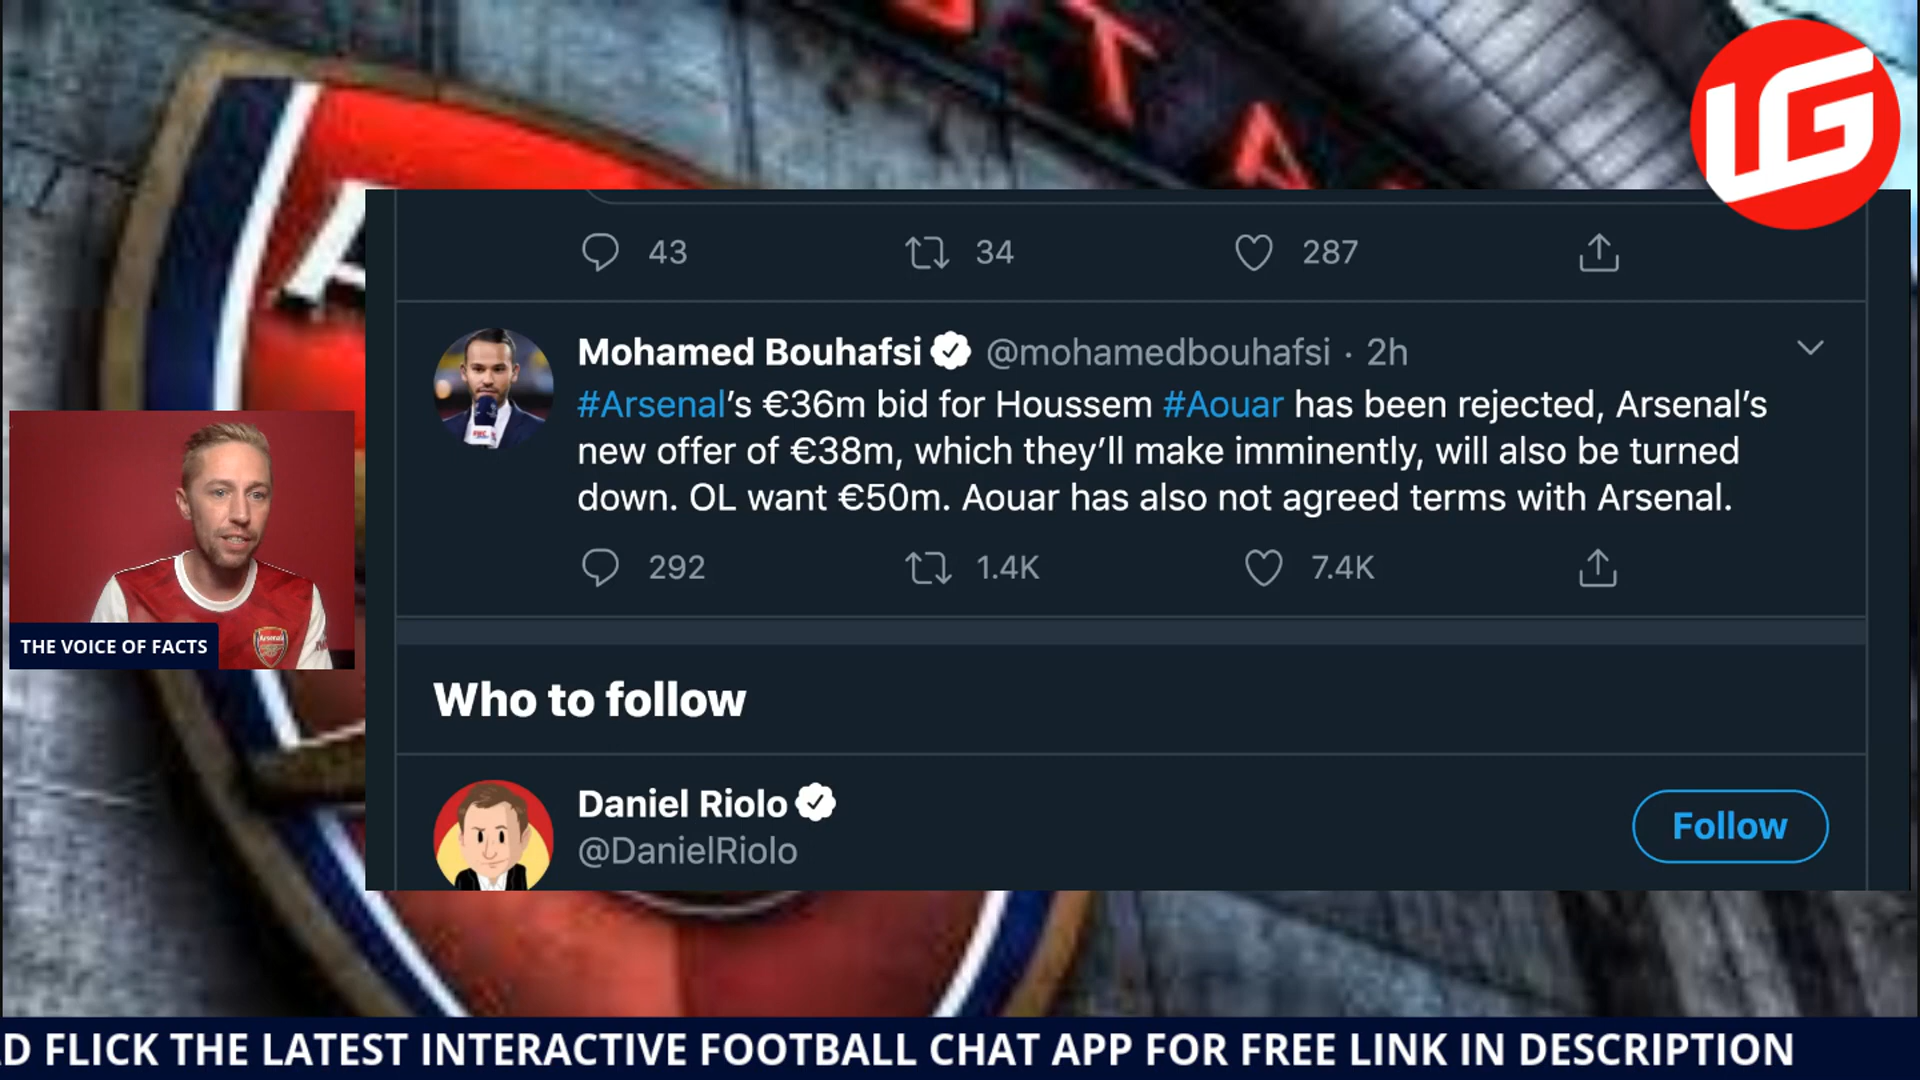 TA
LG
A
43 34 287
Mohamed Bouhafsi @mohamedbouhafsi · 2h
#Arsenal's €36m bid for Houssem #Aouar has been rejected, Arsenal's
new offer of €38m, which they'll make imminently, will also be turned
down. OL want €50m. Aouar has also not agreed terms with Arsenal.
292 1.4K 7.4K
Arsenal
THE VOICE OF FACTS
Who to follow
Daniel Riolo
@DanielRiolo
Follow
D FLICK THE LATEST INTERACTIVE FOOTBALL CHAT APP FOR FREE LINK IN DESCRIPTION